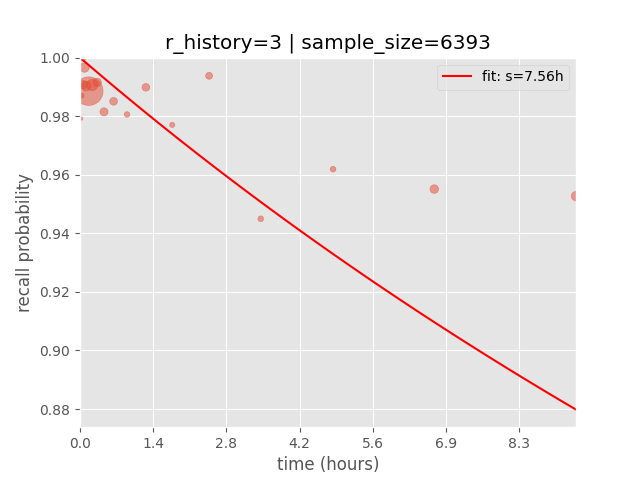 r_history=3 | sample_size=6393
fit: s=7.56h
1.00
0.98
0.96
0.94
0.92
0.90
0.88
recall probability
0.0 1.4 2.8 4.2 5.6 6.9 8.3
time (hours)